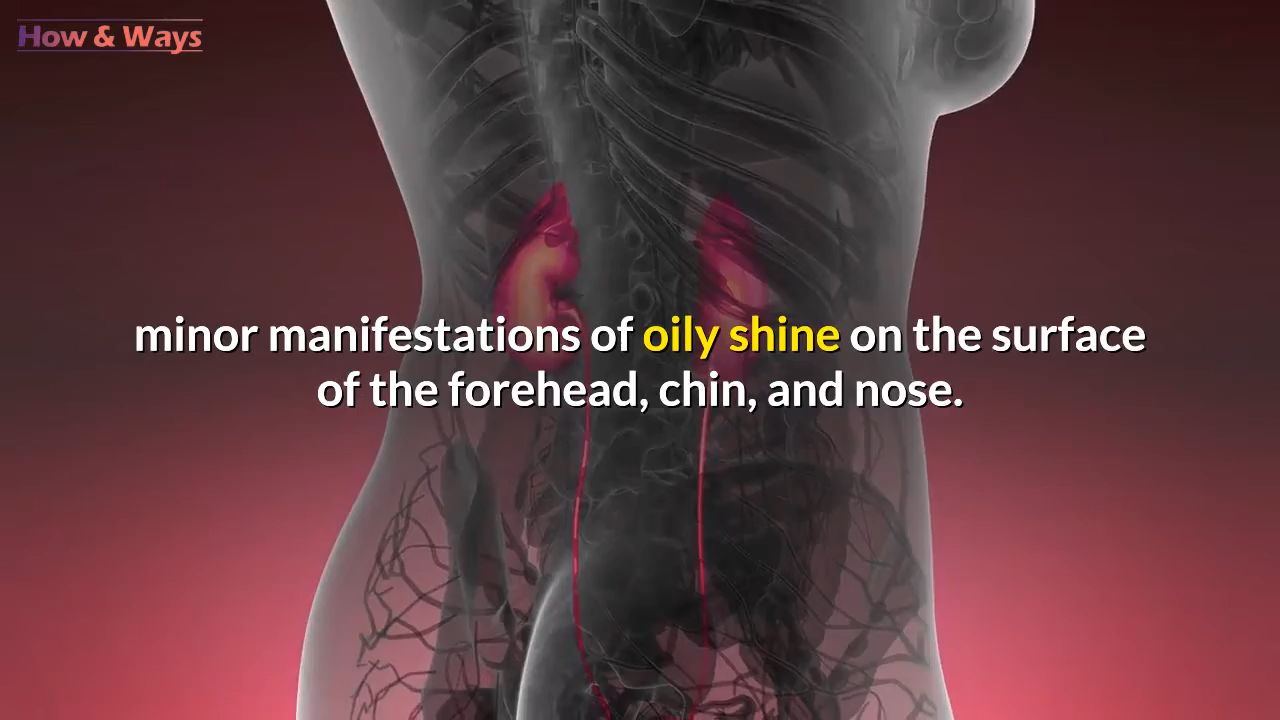 How & Ways
minor manifestations of oily shine on the surface
of the forehead, chin, and nose.